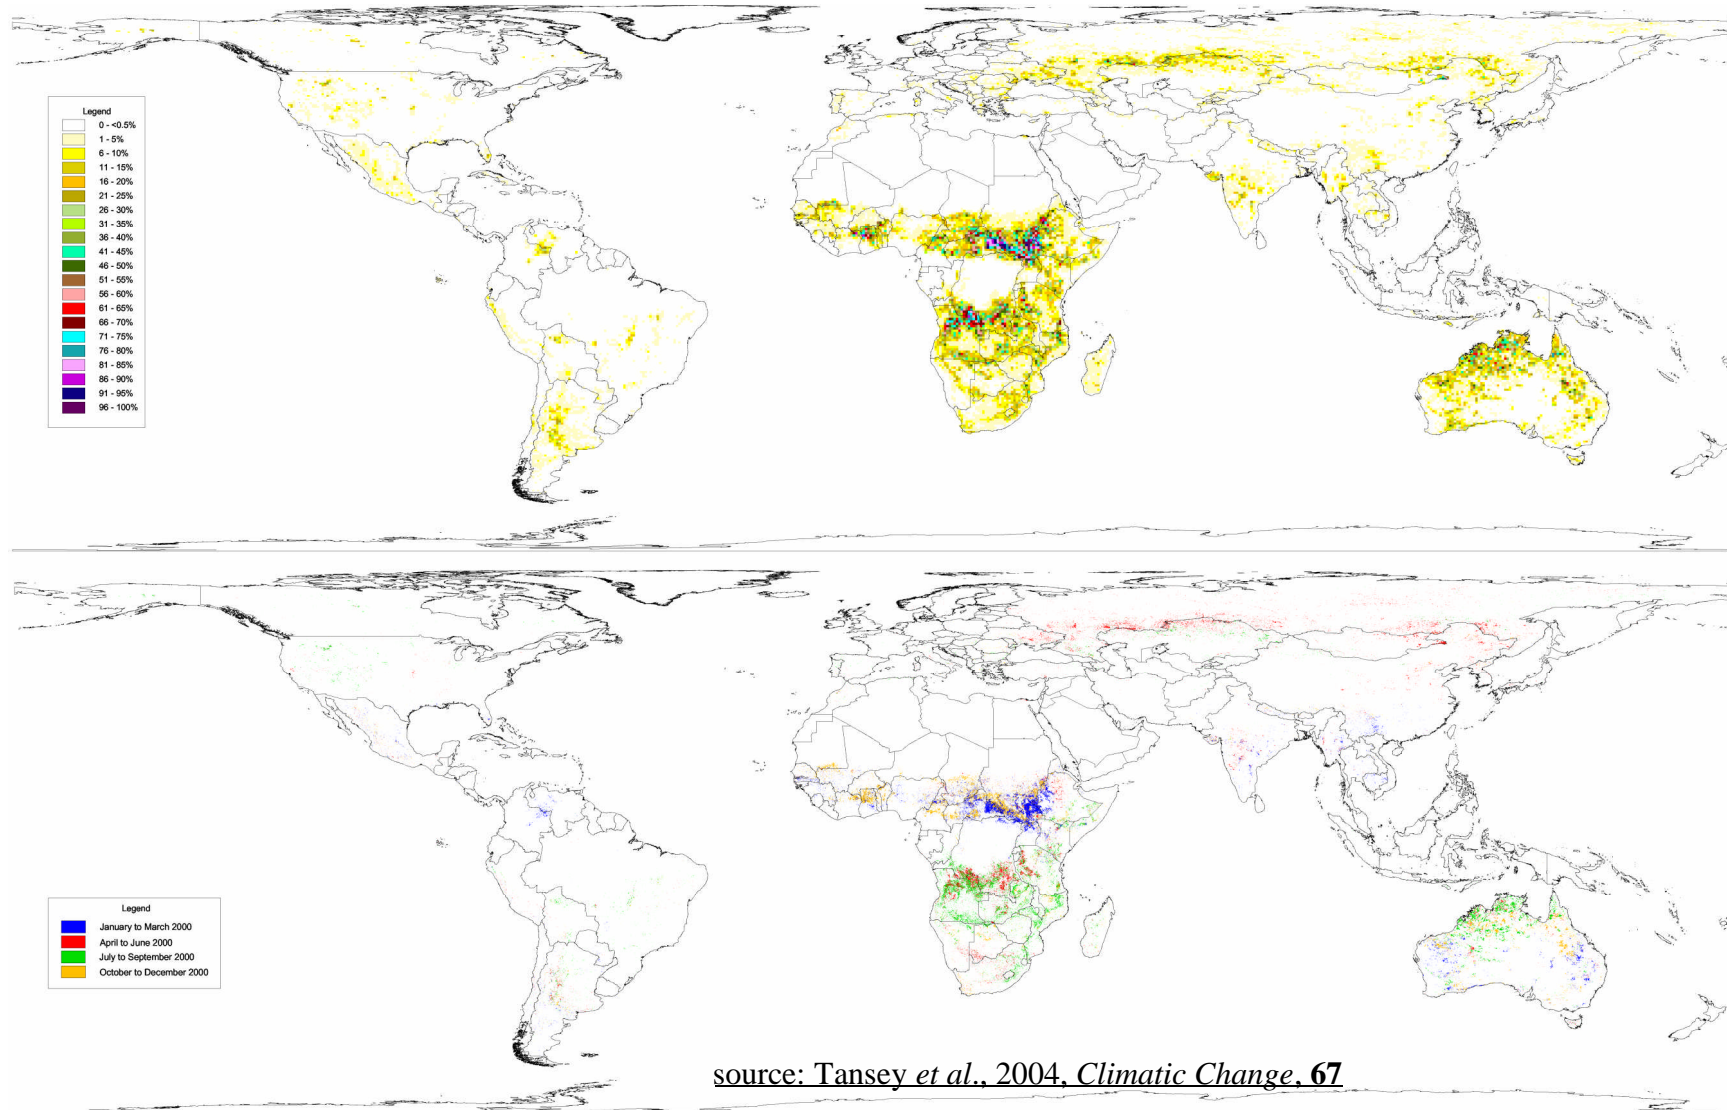 Legend
0 - <0.5%
1 - 5%
6 - 10%
11 - 15%
16 - 20%
21 - 25%
26 - 30%
31 - 35%
36 - 40%
41 - 45%
46 - 50%
51 - 55%
56 - 60%
61 - 65%
66 - 70%
71 - 75%
76 - 80%
81 - 85%
86 - 90%
91 - 95%
96 - 100%
Legend
January to March 2000
April to June 2000
July to September 2000
October to December 2000
source: Tansey et al., 2004, Climatic Change, 67